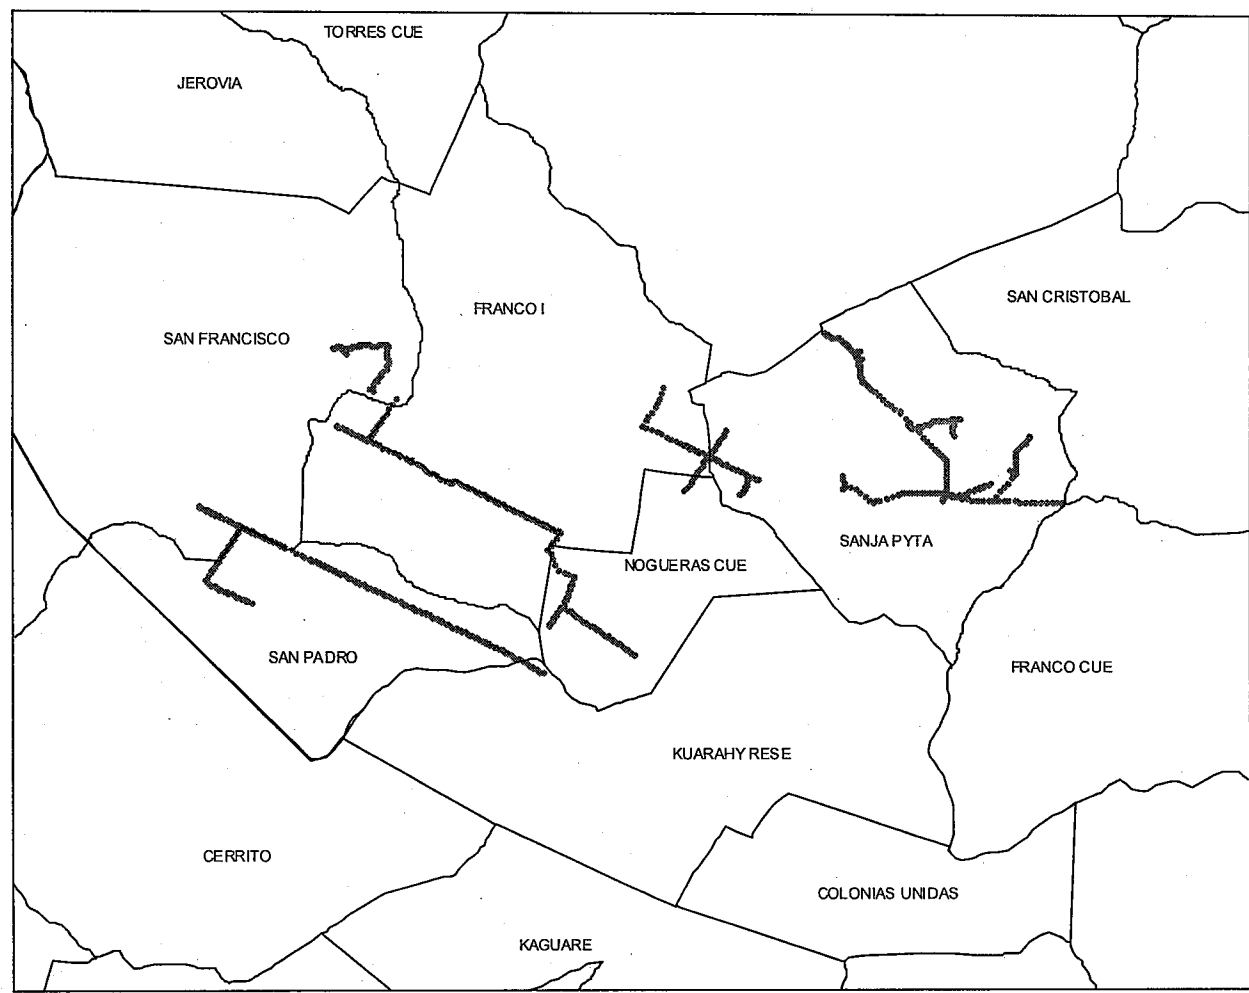 TORRES CUE
JEROVIA
SAN CRISTOBAL
FRANCO I
SAN FRANCISCO
SANJA PYTA
NOGUERAS CUE
SAN PADRO
FRANCO CUE
KUARAHY RESE
CERRITO
COLONIAS UNIDAS
KAGUARE